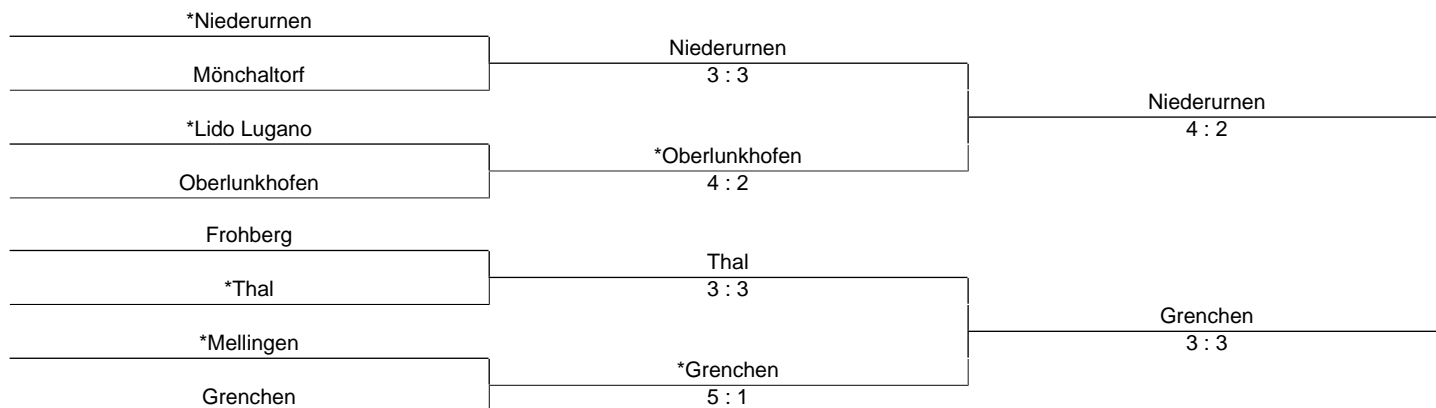 *Niederurnen
Mönchaltorf
*Lido Lugano
Oberlunkhofen
Frohberg
*Thal
*Mellingen
Grenchen
Niederurnen
3 : 3
*Oberlunkhofen
4 : 2
Thal
3 : 3
*Grenchen
5 : 1
Niederurnen
4 : 2
Grenchen
3 : 3